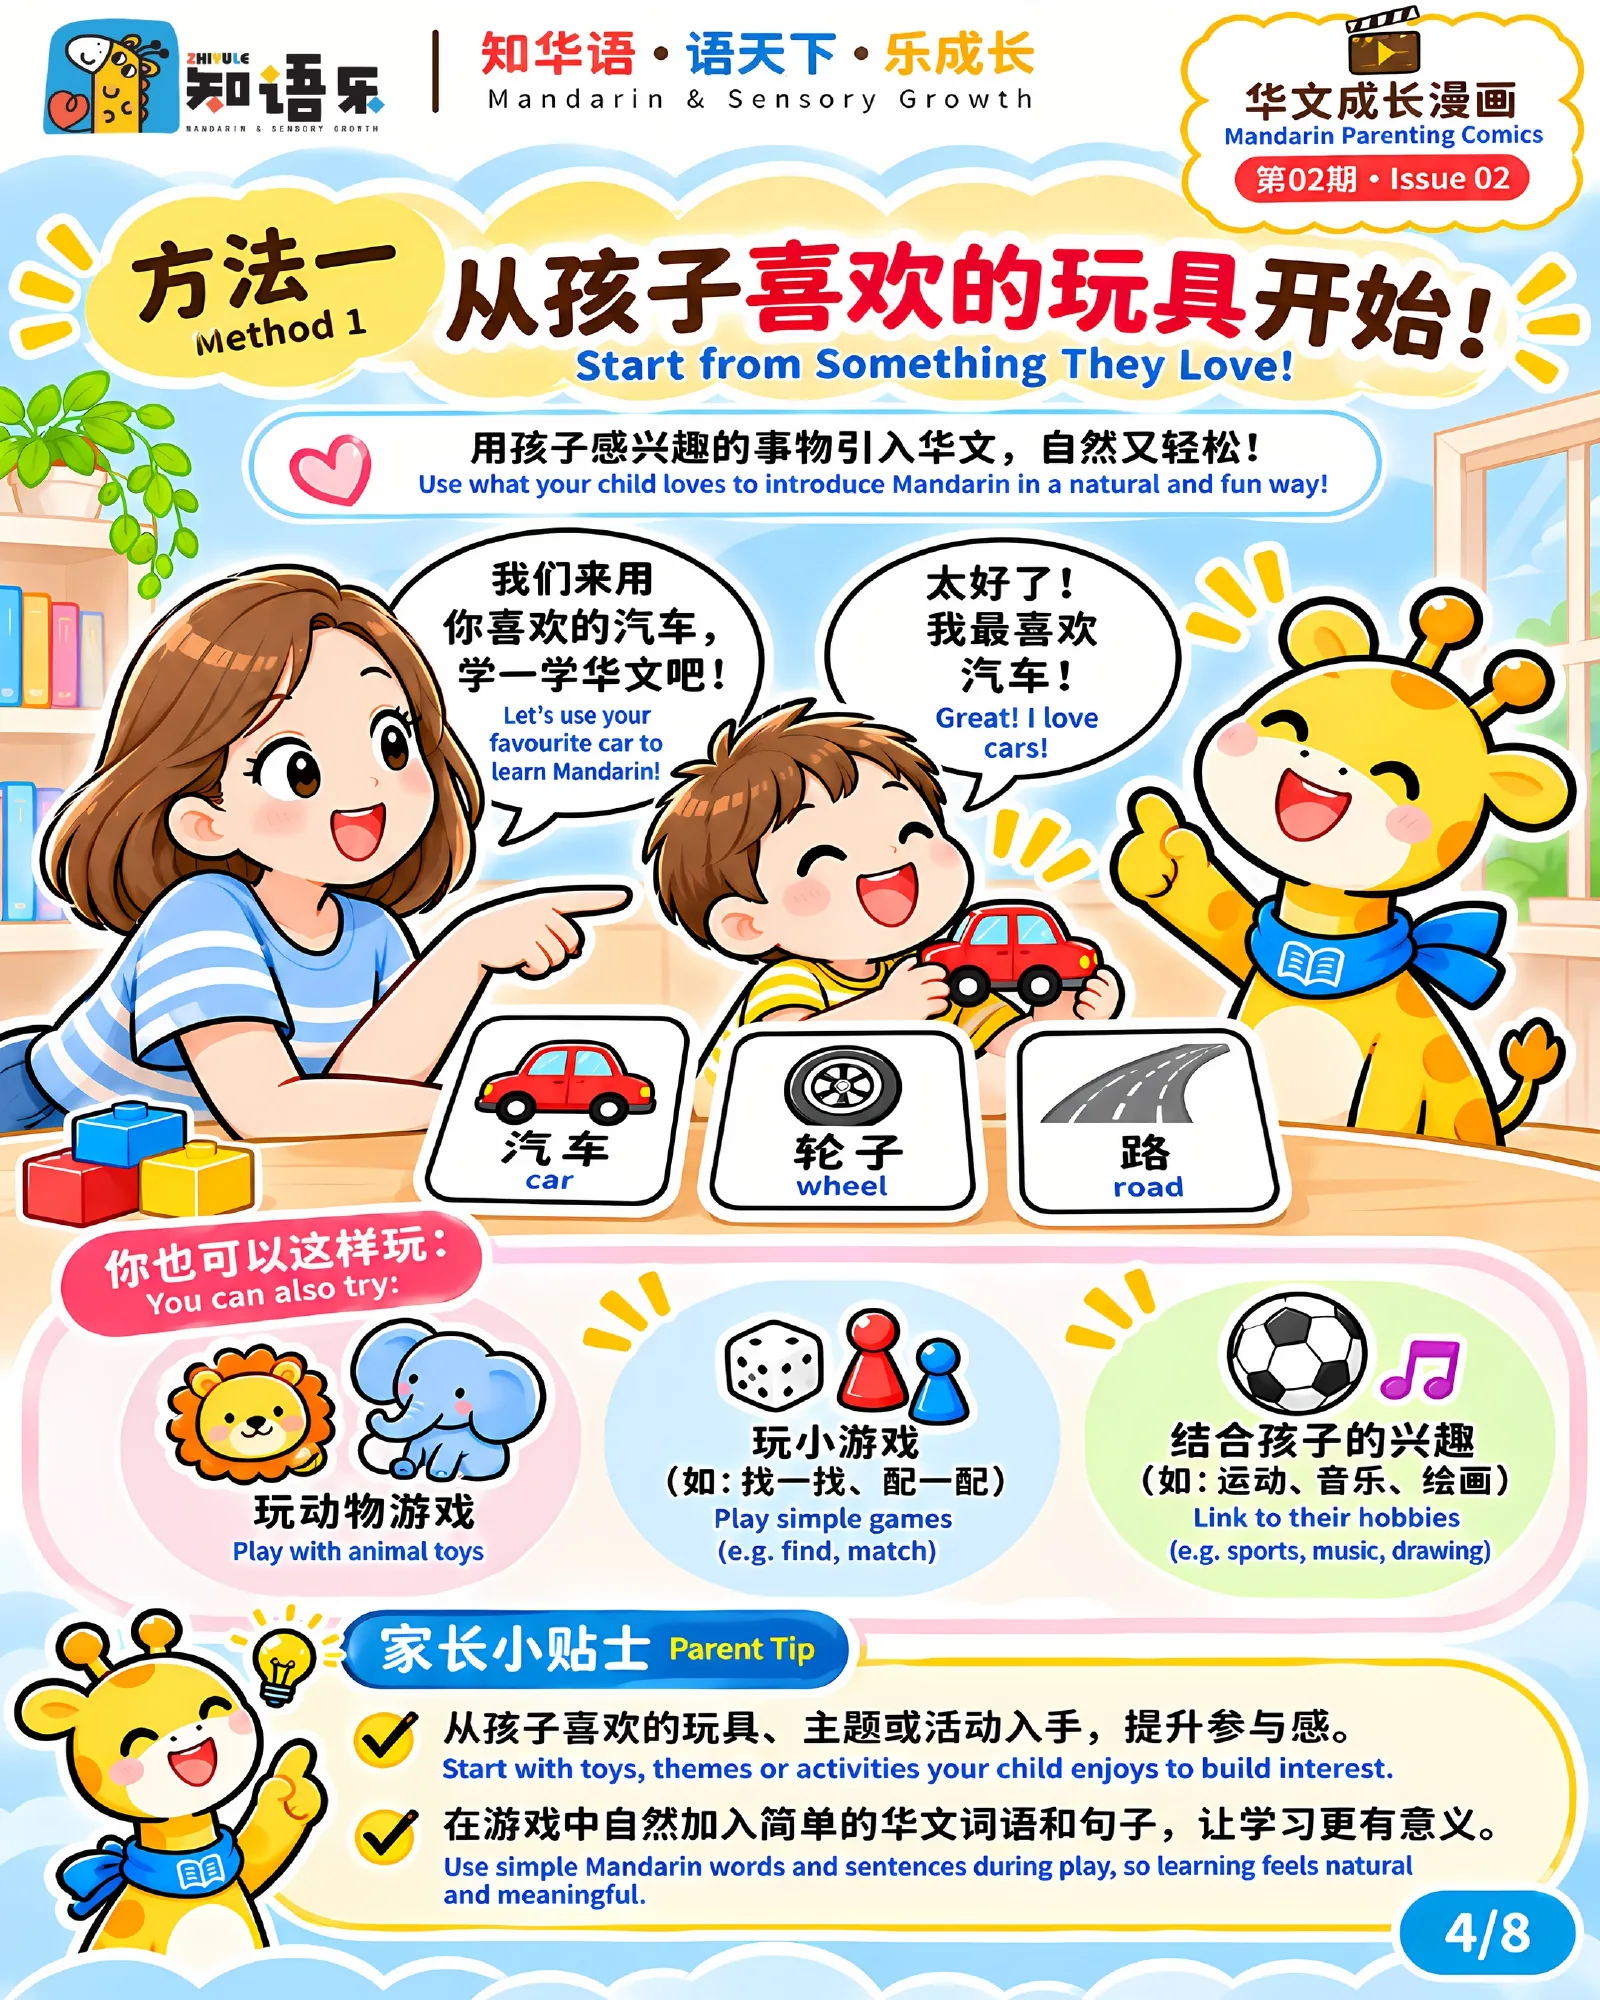 ZHIYULE
知语乐
MANDARIN & SENSORY GROWTH
知华语·语天下·乐成长
Mandarin & Sensory Growth
华文成长漫画
Mandarin Parenting Comics
第02期·Issue 02
方法一
Method 1
从孩子喜欢的玩具开始！
Start from Something They Love!
用孩子感兴趣的事物引入华文，自然又轻松！
Use what your child loves to introduce Mandarin in a natural and fun way!
我们来用
你喜欢的汽车，
学一学华文吧！
Let's use your
favourite car to
learn Mandarin!
太好了！
我最喜欢
汽车！
Great! I love
cars!
汽车
car
轮子
wheel
路
road
你也可以这样玩：
You can also try:
玩动物游戏
Play with animal toys
玩小游戏
（如：找一找、配一配）
Play simple games
(e.g. find, match)
结合孩子的兴趣
（如：运动、音乐、绘画）
Link to their hobbies
(e.g. sports, music, drawing)
家长小贴士 Parent Tip
从孩子喜欢的玩具、主题或活动入手，提升参与感。
Start with toys, themes or activities your child enjoys to build interest.
在游戏中自然加入简单的华文词语和句子，让学习更有意义。
Use simple Mandarin words and sentences during play, so learning feels natural
and meaningful.
4/8